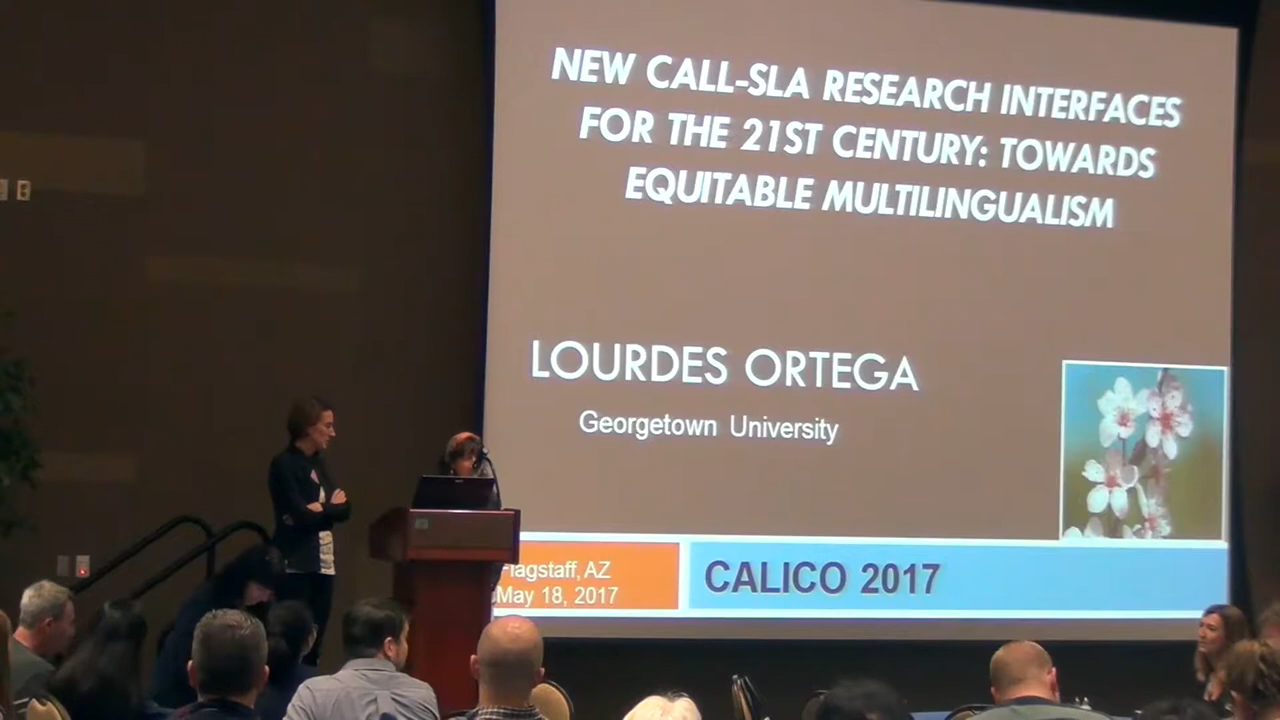 NEW CALL-SLA RESEARCH INTERFACES
FOR THE 21ST CENTURY: TOWARDS
EQUITABLE MULTILINGUALISM
LOURDES ORTEGA
Georgetown University
Flagstaff, AZ
May 18, 2017
CALICO 2017